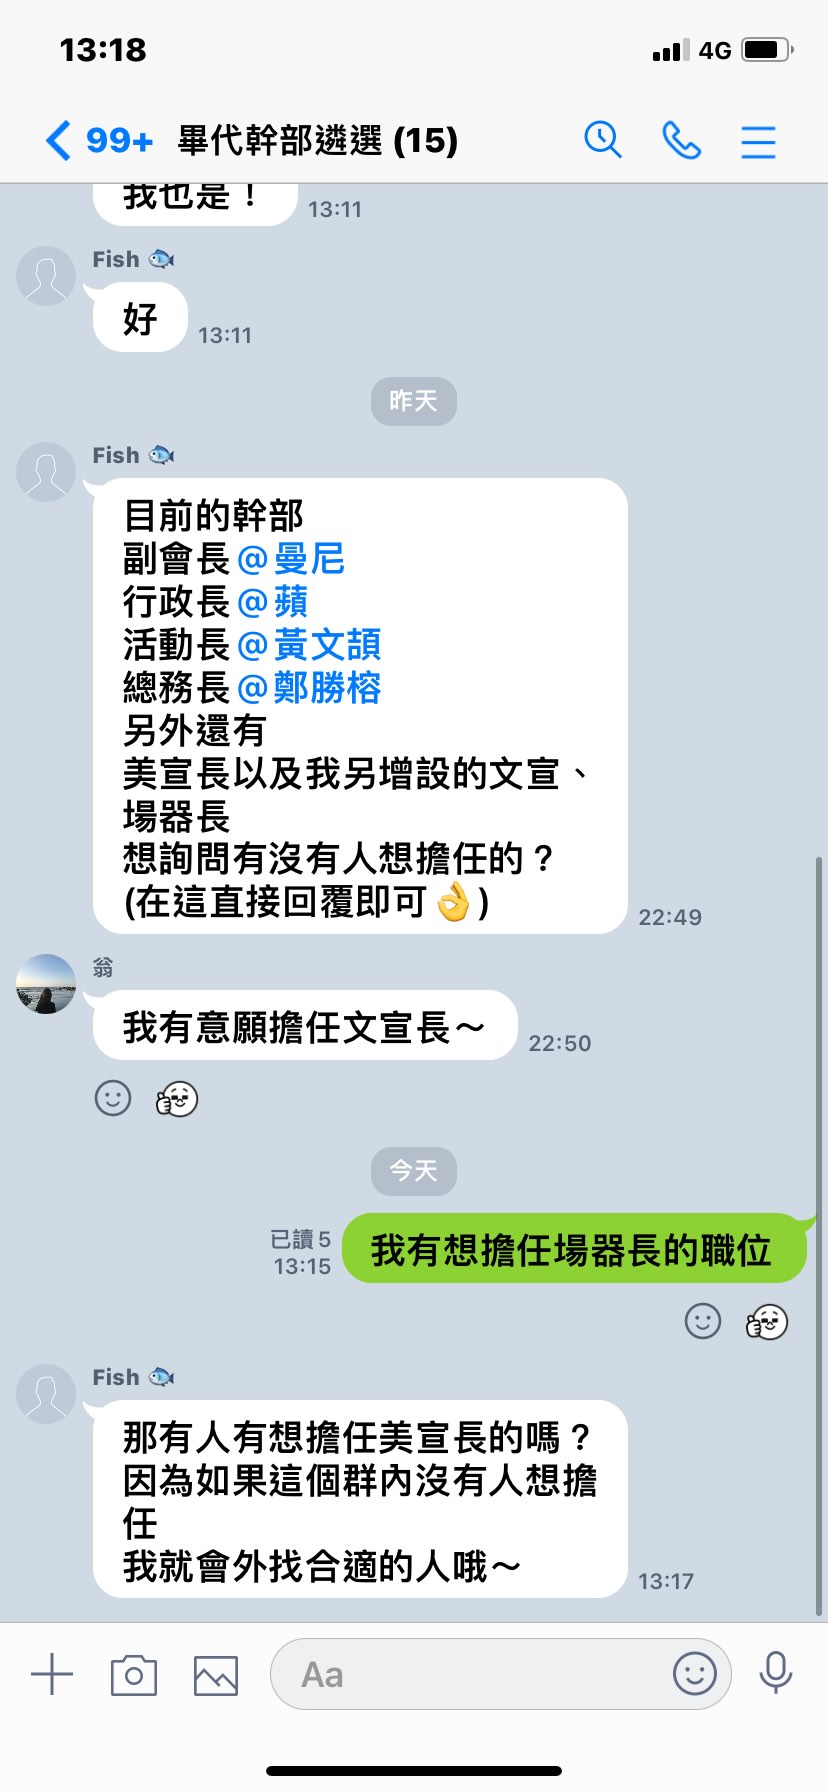 13:18
4G
99+ 畢代幹部遴選 (15)
我也是！
13:11
Fish 🐟
好
13:11
昨天
Fish 🐟
目前的幹部
副會長@曼尼
行政長@蘋
活動長@黃文頡
總務長@鄭勝榕
另外還有
美宣長以及我另增設的文宣、
場器長
想詢問有沒有人想擔任的？
(在這直接回覆即可👌)
22:49
翁
我有意願擔任文宣長～
22:50
今天
已讀 5
13:15
我有想擔任場器長的職位
Fish 🐟
那有人有想擔任美宣長的嗎？
因為如果這個群內沒有人想擔
任
我就會外找合適的人哦～
13:17
Aa